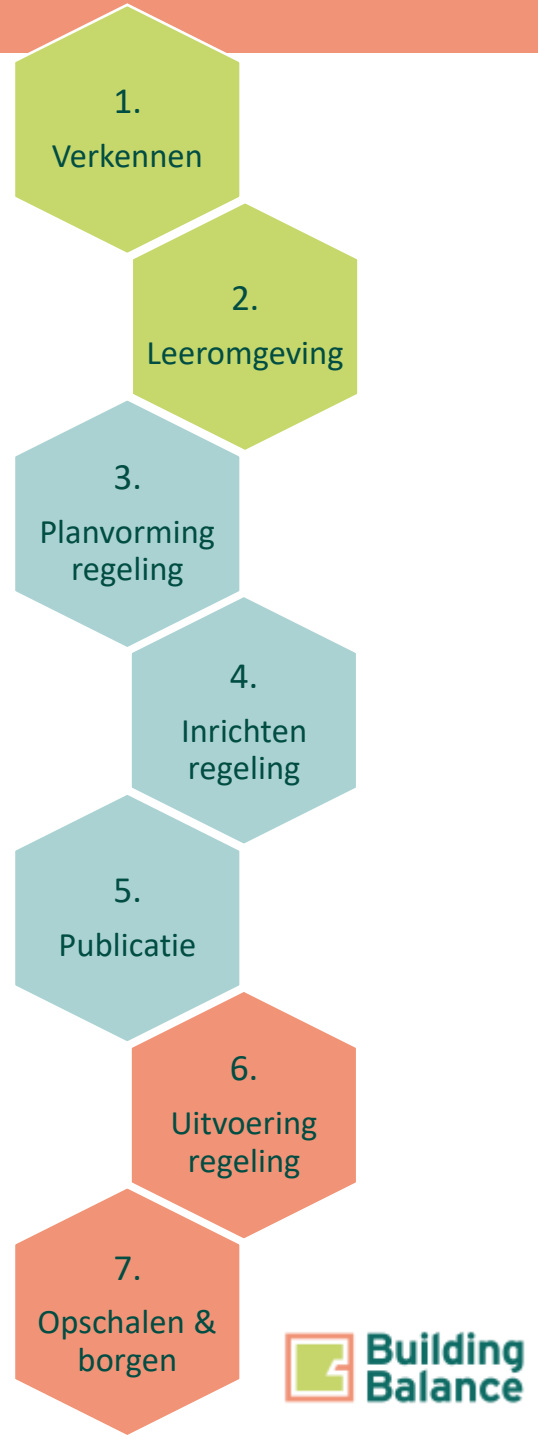 1.
Verkennen
2.
Leeromgeving
3.
Planvorming
regeling
4.
Inrichten
regeling
5.
Publicatie
6.
Uitvoering
regeling
7.
Opschalen &
borgen
Building
Balance